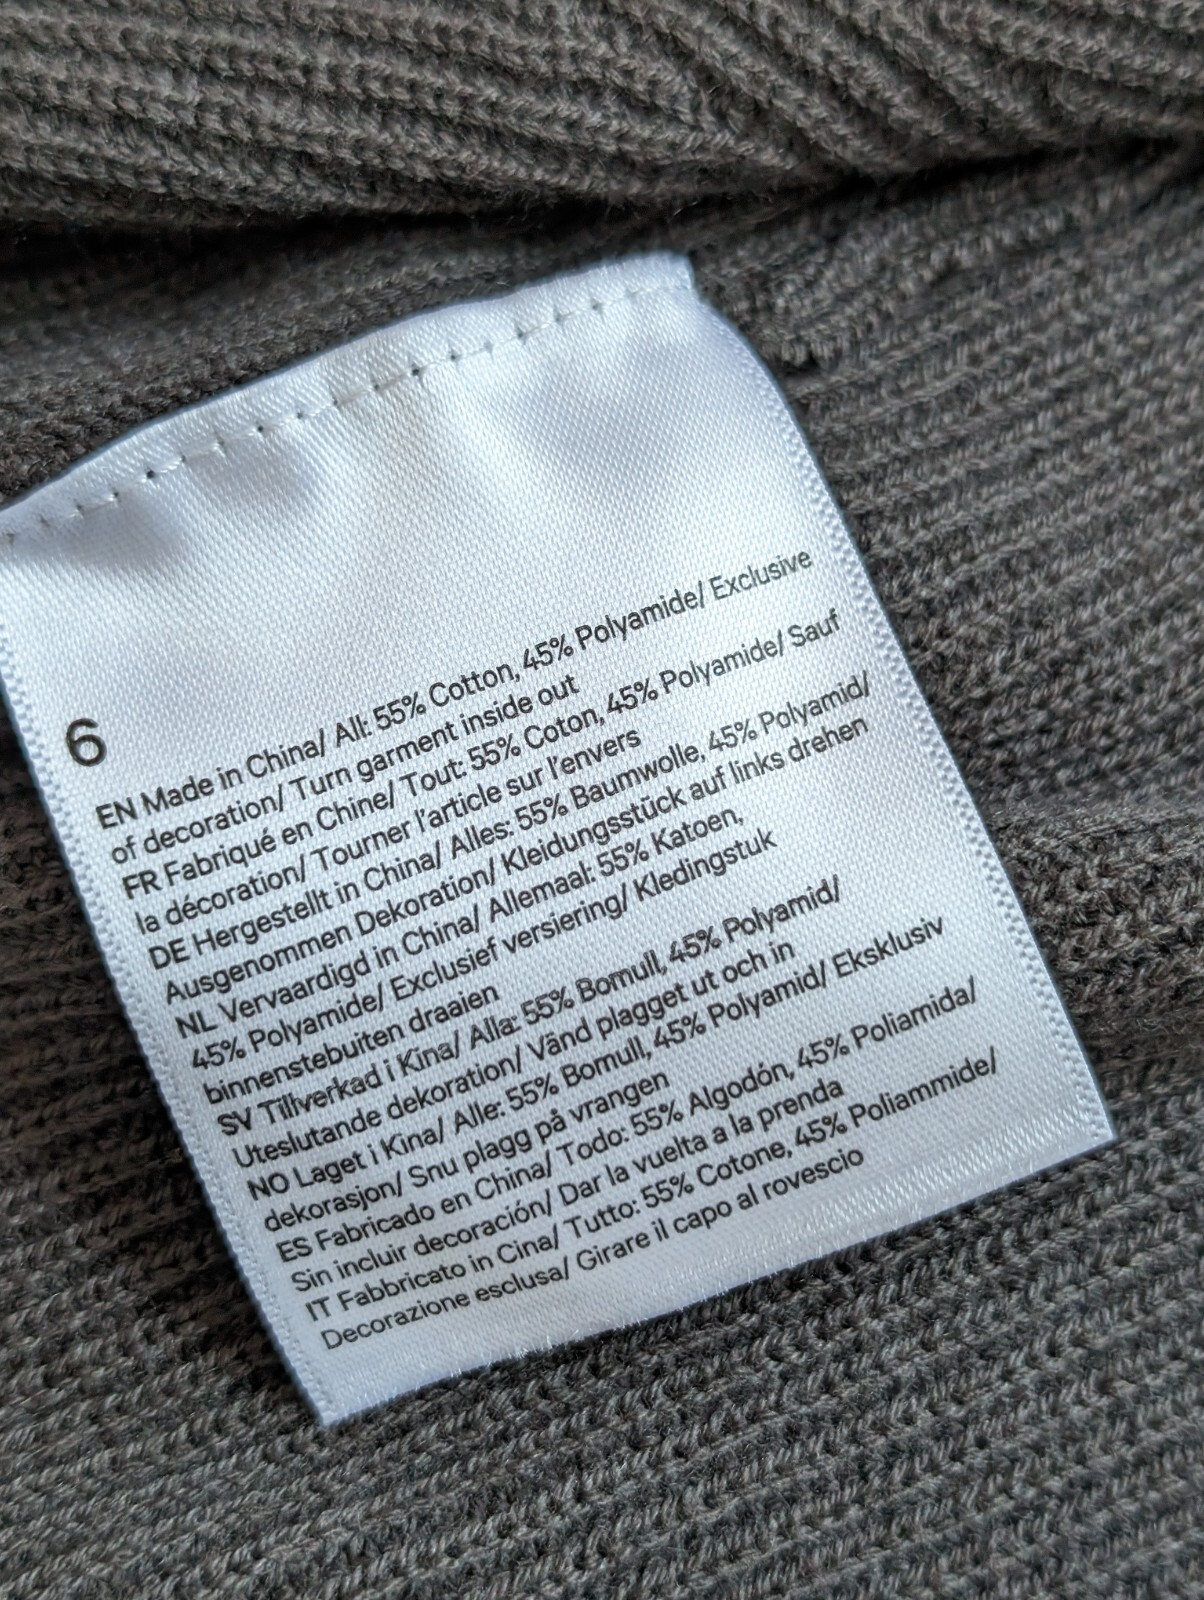 6
EN Made in China/ All: 55% Cotton, 45% Polyamide/ Exclusive
of decoration/ Turn garment inside out
FR Fabriqué en Chine/ Tout: 55% Coton, 45% Polyamide/ Sauf
la décoration/ Tourner l'article sur l'envers
DE Hergestellt in China/ Alles: 55% Baumwolle, 45% Polyamid/
Ausgenommen Dekoration/ Kleidungsstück auf links drehen
NL Vervaardigd in China/ Allemaal: 55% Katoen,
45% Polyamide/ Exclusief versiering/ Kledingstuk
binnenstebuiten draaien
SV Tillverkad i Kina/ Alla: 55% Bomull, 45% Polyamid/
Uteslutande dekoration/ Vänd plagget ut och in
NO Laget i Kina/ Alle: 55% Bomull, 45% Polyamid/ Eksklusiv
dekorasjon/ Snu plagg på vrangen
ES Fabricado en China/ Todo: 55% Algodón, 45% Poliamida/
Sin incluir decoración/ Dar la vuelta a la prenda
IT Fabbricato in Cina/ Tutto: 55% Cotone, 45% Poliammide/
Decorazione esclusa/ Girare il capo al rovescio